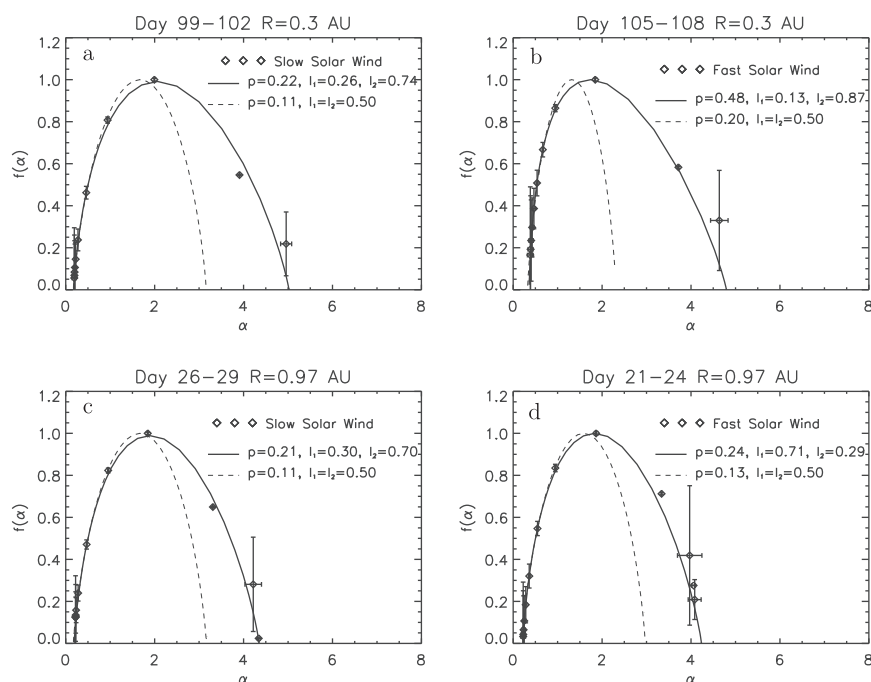 Day 99−102 R=0.3 AU
a
◇ ◇ ◇ Slow Solar Wind
p=0.22, l₁=0.26, l₂=0.74
p=0.11, l₁=l₂=0.50
f(α)
1.2
1.0
0.8
0.6
0.4
0.2
0.0
0 2 4 6 8
α
Day 105−108 R=0.3 AU
b
◇ ◇ ◇ Fast Solar Wind
p=0.48, l₁=0.13, l₂=0.87
p=0.20, l₁=l₂=0.50
f(α)
1.2
1.0
0.8
0.6
0.4
0.2
0.0
0 2 4 6 8
α
Day 26−29 R=0.97 AU
c
◇ ◇ ◇ Slow Solar Wind
p=0.21, l₁=0.30, l₂=0.70
p=0.11, l₁=l₂=0.50
f(α)
1.2
1.0
0.8
0.6
0.4
0.2
0.0
0 2 4 6 8
α
Day 21−24 R=0.97 AU
d
◇ ◇ ◇ Fast Solar Wind
p=0.24, l₁=0.71, l₂=0.29
p=0.13, l₁=l₂=0.50
f(α)
1.2
1.0
0.8
0.6
0.4
0.2
0.0
0 2 4 6 8
α